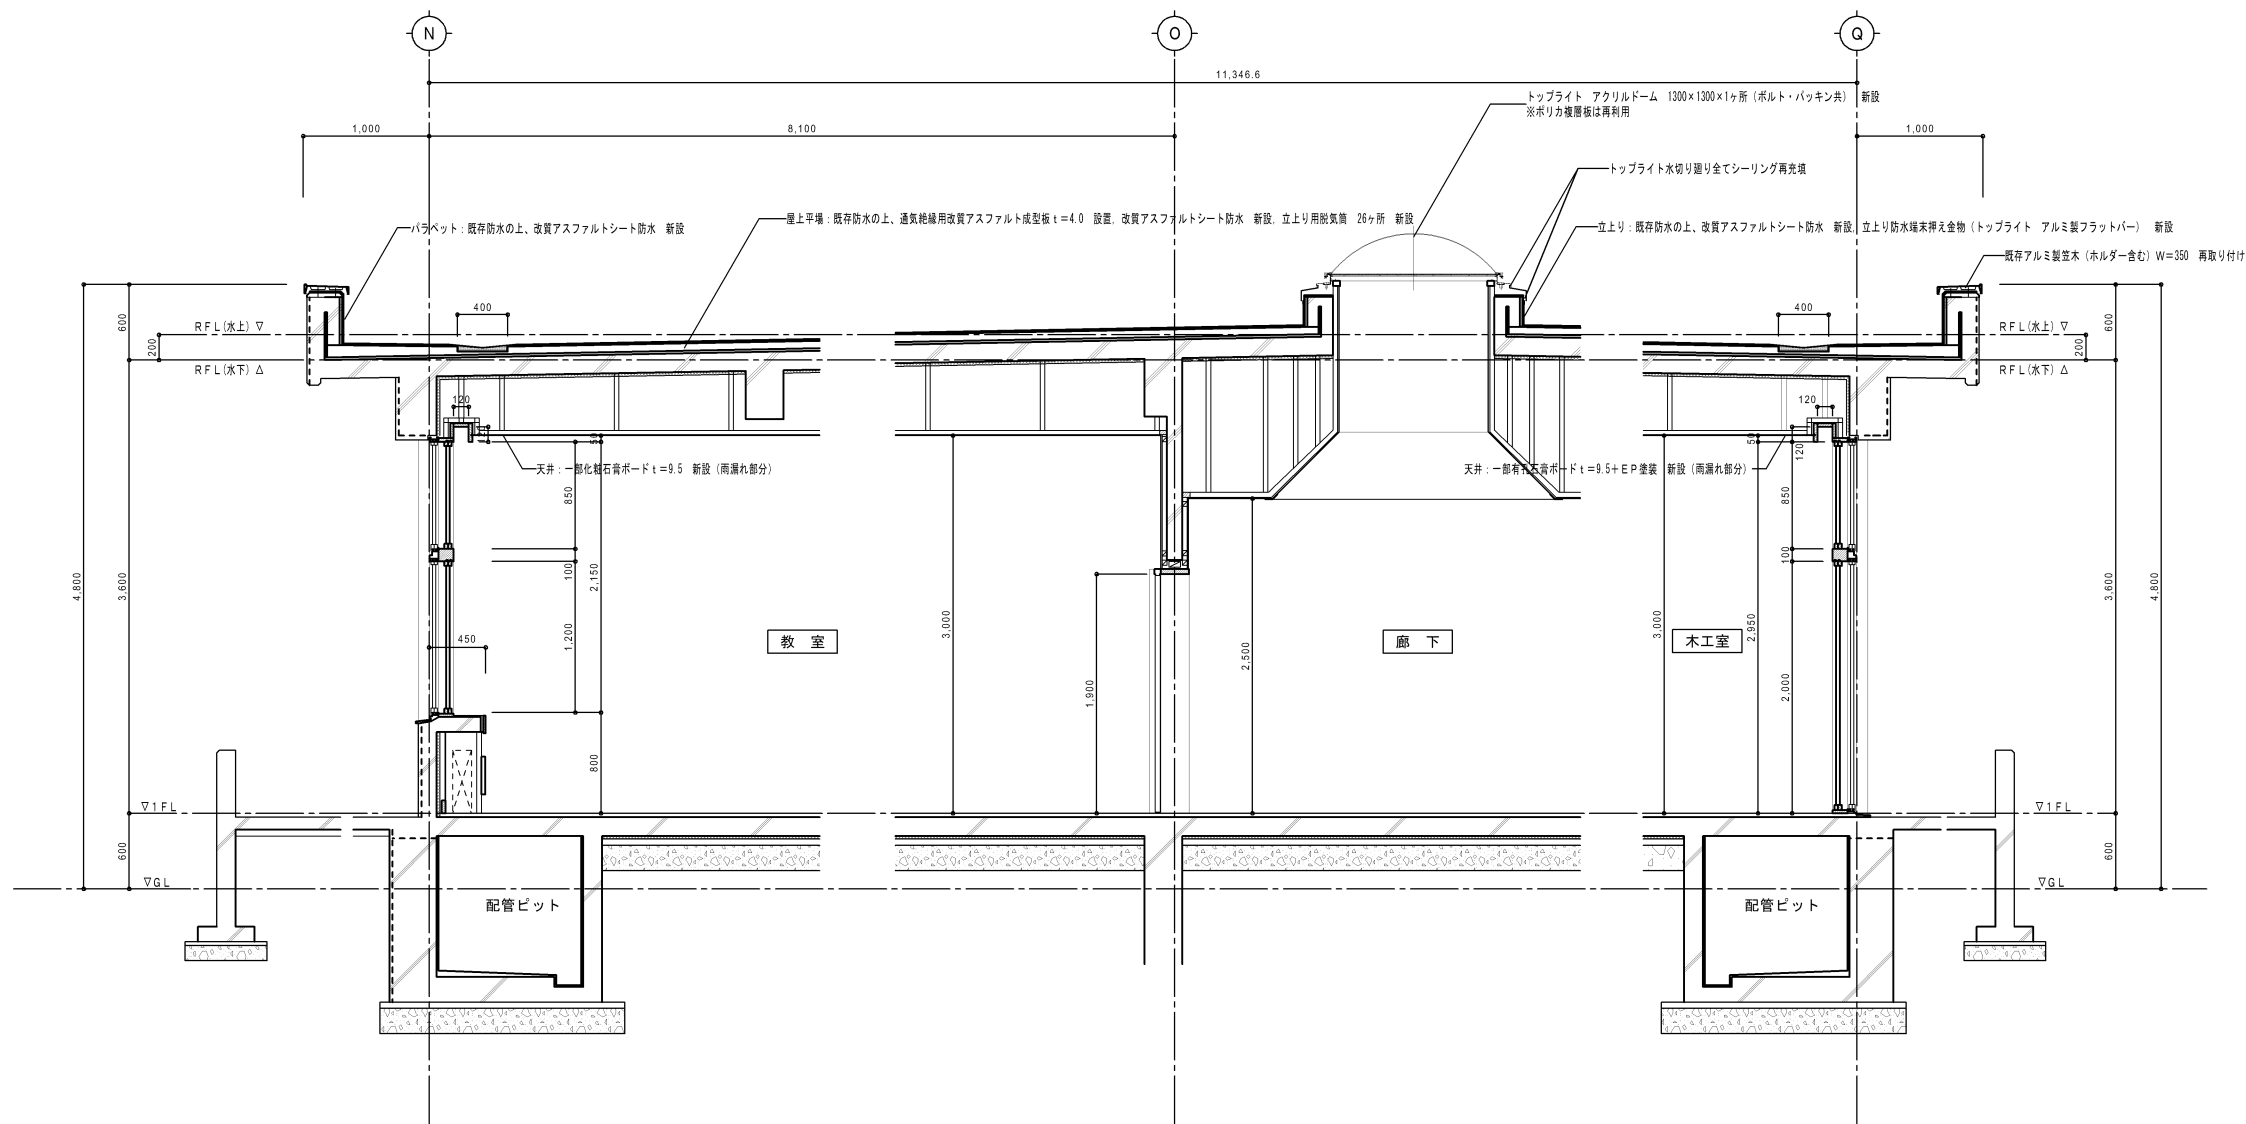 N
O
Q
11,346.6
トップライト　アクリルドーム　1300×1300×1ヶ所（ボルト・パッキン共）　新設
※ポリカ複層板は再利用
1,000
8,100
1,000
トップライト水切り廻り全てシーリング再充填
パラペット：既存防水の上、改質アスファルトシート防水　新設
屋上平場：既存防水の上、通気絶縁用改質アスファルト成型板ｔ＝4.0　設置，改質アスファルトシート防水　新設，立上り用脱気筒　26ヶ所　新設
立上り：既存防水の上、改質アスファルトシート防水　新設，立上り防水端末押え金物（トップライト　アルミ製フラットバー）　新設
既存アルミ製笠木（ホルダー含む）Ｗ＝350　再取り付け
600
400
400
600
ＲＦＬ(水上) ▽
ＲＦＬ(水上) ▽
200
200
ＲＦＬ(水下) △
ＲＦＬ(水下) △
120
120
50
50
120
天井：一部化粧石膏ボードｔ＝9.5　新設（雨漏れ部分）
天井：一部有孔石膏ボードｔ＝9.5＋ＥＰ塗装　新設（雨漏れ部分）
850
850
100
100
4,800
3,600
2,150
3,600
4,800
1,200
450
3,000
教　室
2,500
廊　下
3,000
木工室
2,950
1,900
2,000
800
▽1ＦＬ
▽1ＦＬ
600
600
▽GL
▽GL
配管ピット
配管ピット